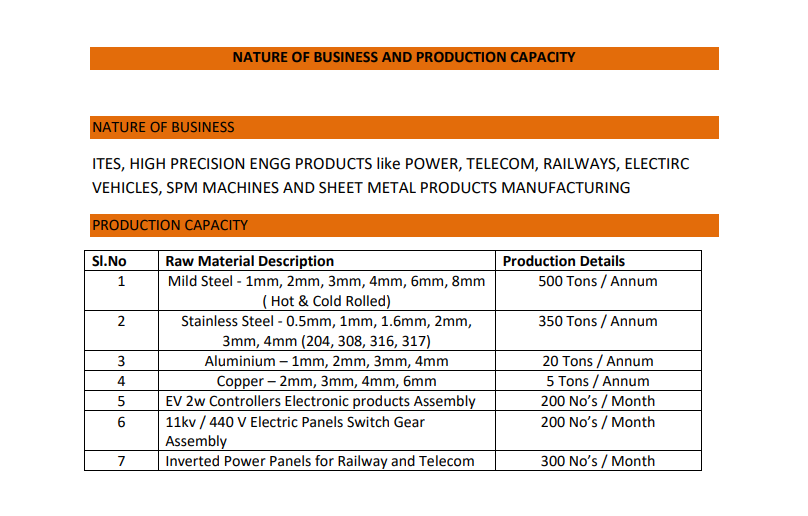 NATURE OF BUSINESS AND PRODUCTION CAPACITY
NATURE OF BUSINESS
ITES, HIGH PRECISION ENGG PRODUCTS like POWER, TELECOM, RAILWAYS, ELECTIRC
VEHICLES, SPM MACHINES AND SHEET METAL PRODUCTS MANUFACTURING
PRODUCTION CAPACITY
Sl.No Raw Material Description Production Details
1 Mild Steel - 1mm, 2mm, 3mm, 4mm, 6mm, 8mm 500 Tons / Annum
( Hot & Cold Rolled)
2 Stainless Steel - 0.5mm, 1mm, 1.6mm, 2mm, 350 Tons / Annum
3mm, 4mm (204, 308, 316, 317)
3 Aluminium – 1mm, 2mm, 3mm, 4mm 20 Tons / Annum
4 Copper – 2mm, 3mm, 4mm, 6mm 5 Tons / Annum
5 EV 2w Controllers Electronic products Assembly 200 No’s / Month
6 11kv / 440 V Electric Panels Switch Gear 200 No’s / Month
Assembly
7 Inverted Power Panels for Railway and Telecom 300 No’s / Month